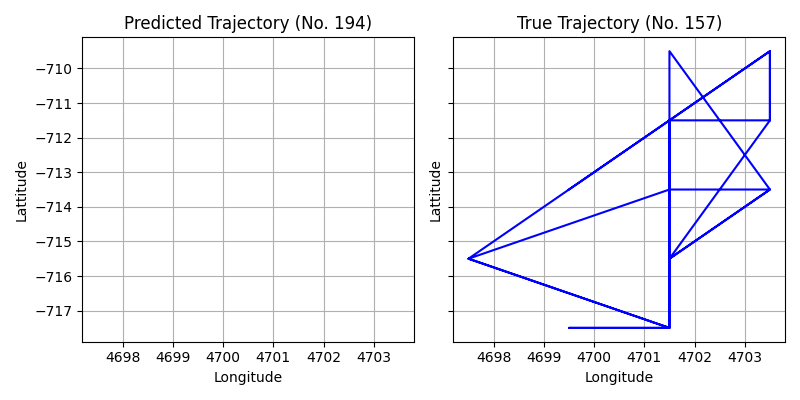 Predicted Trajectory (No. 194)
True Trajectory (No. 157)
−710
−711
−712
−713
−714
−715
−716
−717
Lattitude
Lattitude
4698 4699 4700 4701 4702 4703
4698 4699 4700 4701 4702 4703
Longitude
Longitude